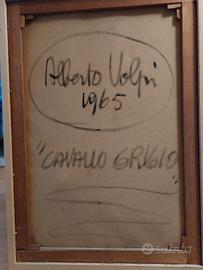 Alberto Volpi
1965
"CAVALLO GRIGIO"
subito